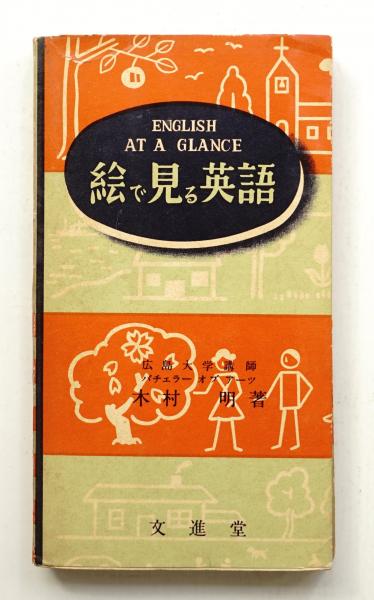 ENGLISH
AT A GLANCE
絵で見る英語
広島大学講師
バチェラー オブ アーツ
木村 明著
文進堂